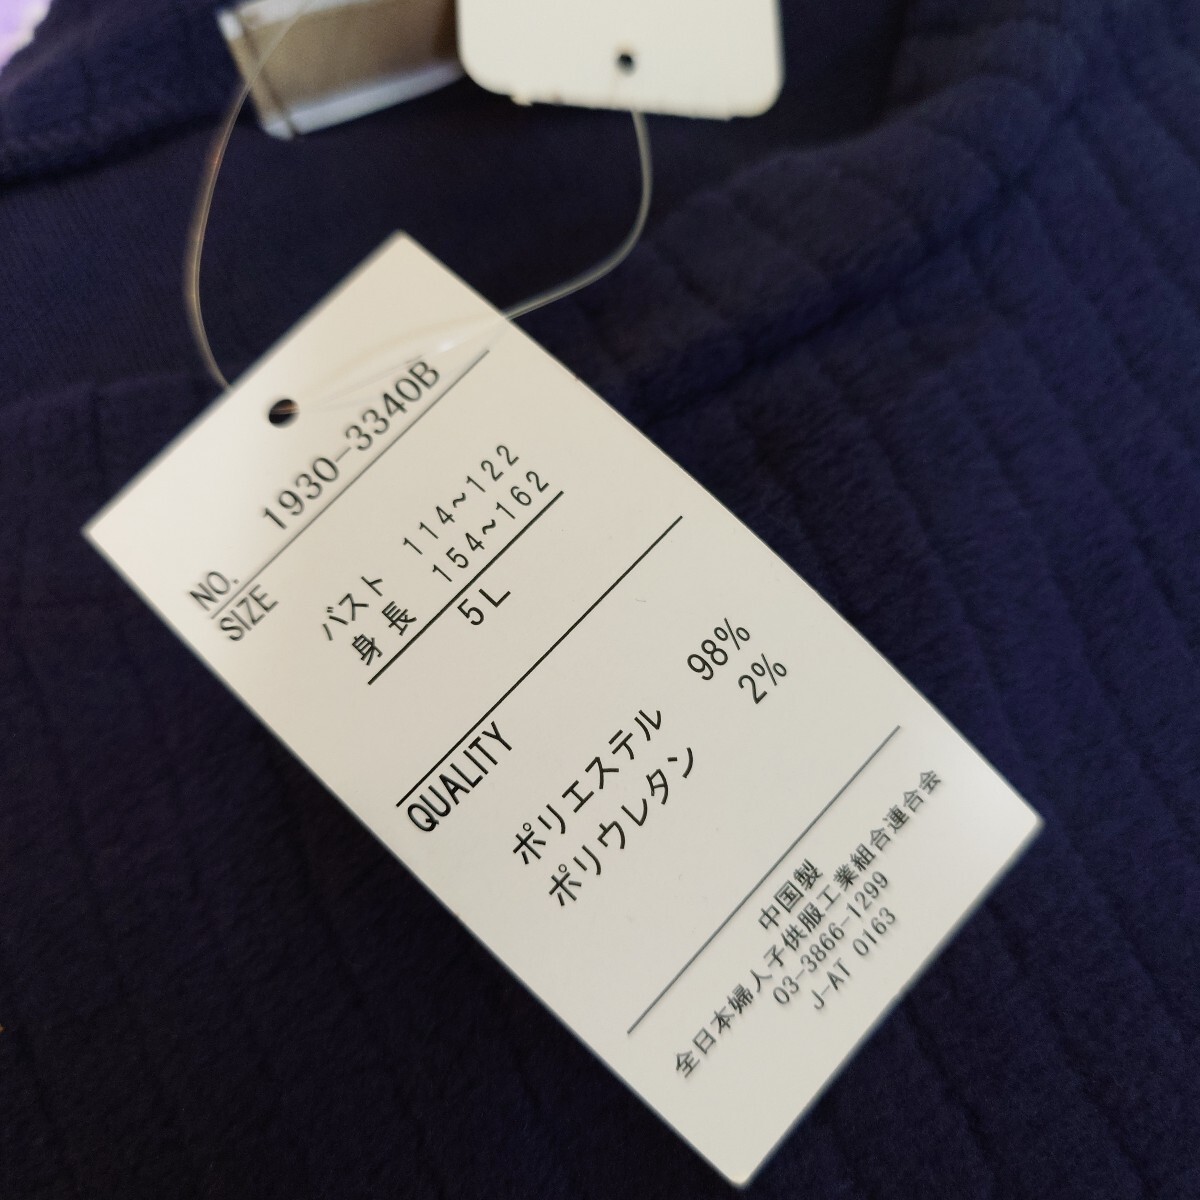 NO. 1930-3340B
SIZE
バスト 114~122
身長 154~162
5L
QUALITY
ポリエステル 98%
ポリウレタン 2%
中国製
全日本婦人子供服工業組合連合会
03-3866-1299
J-AT 0163